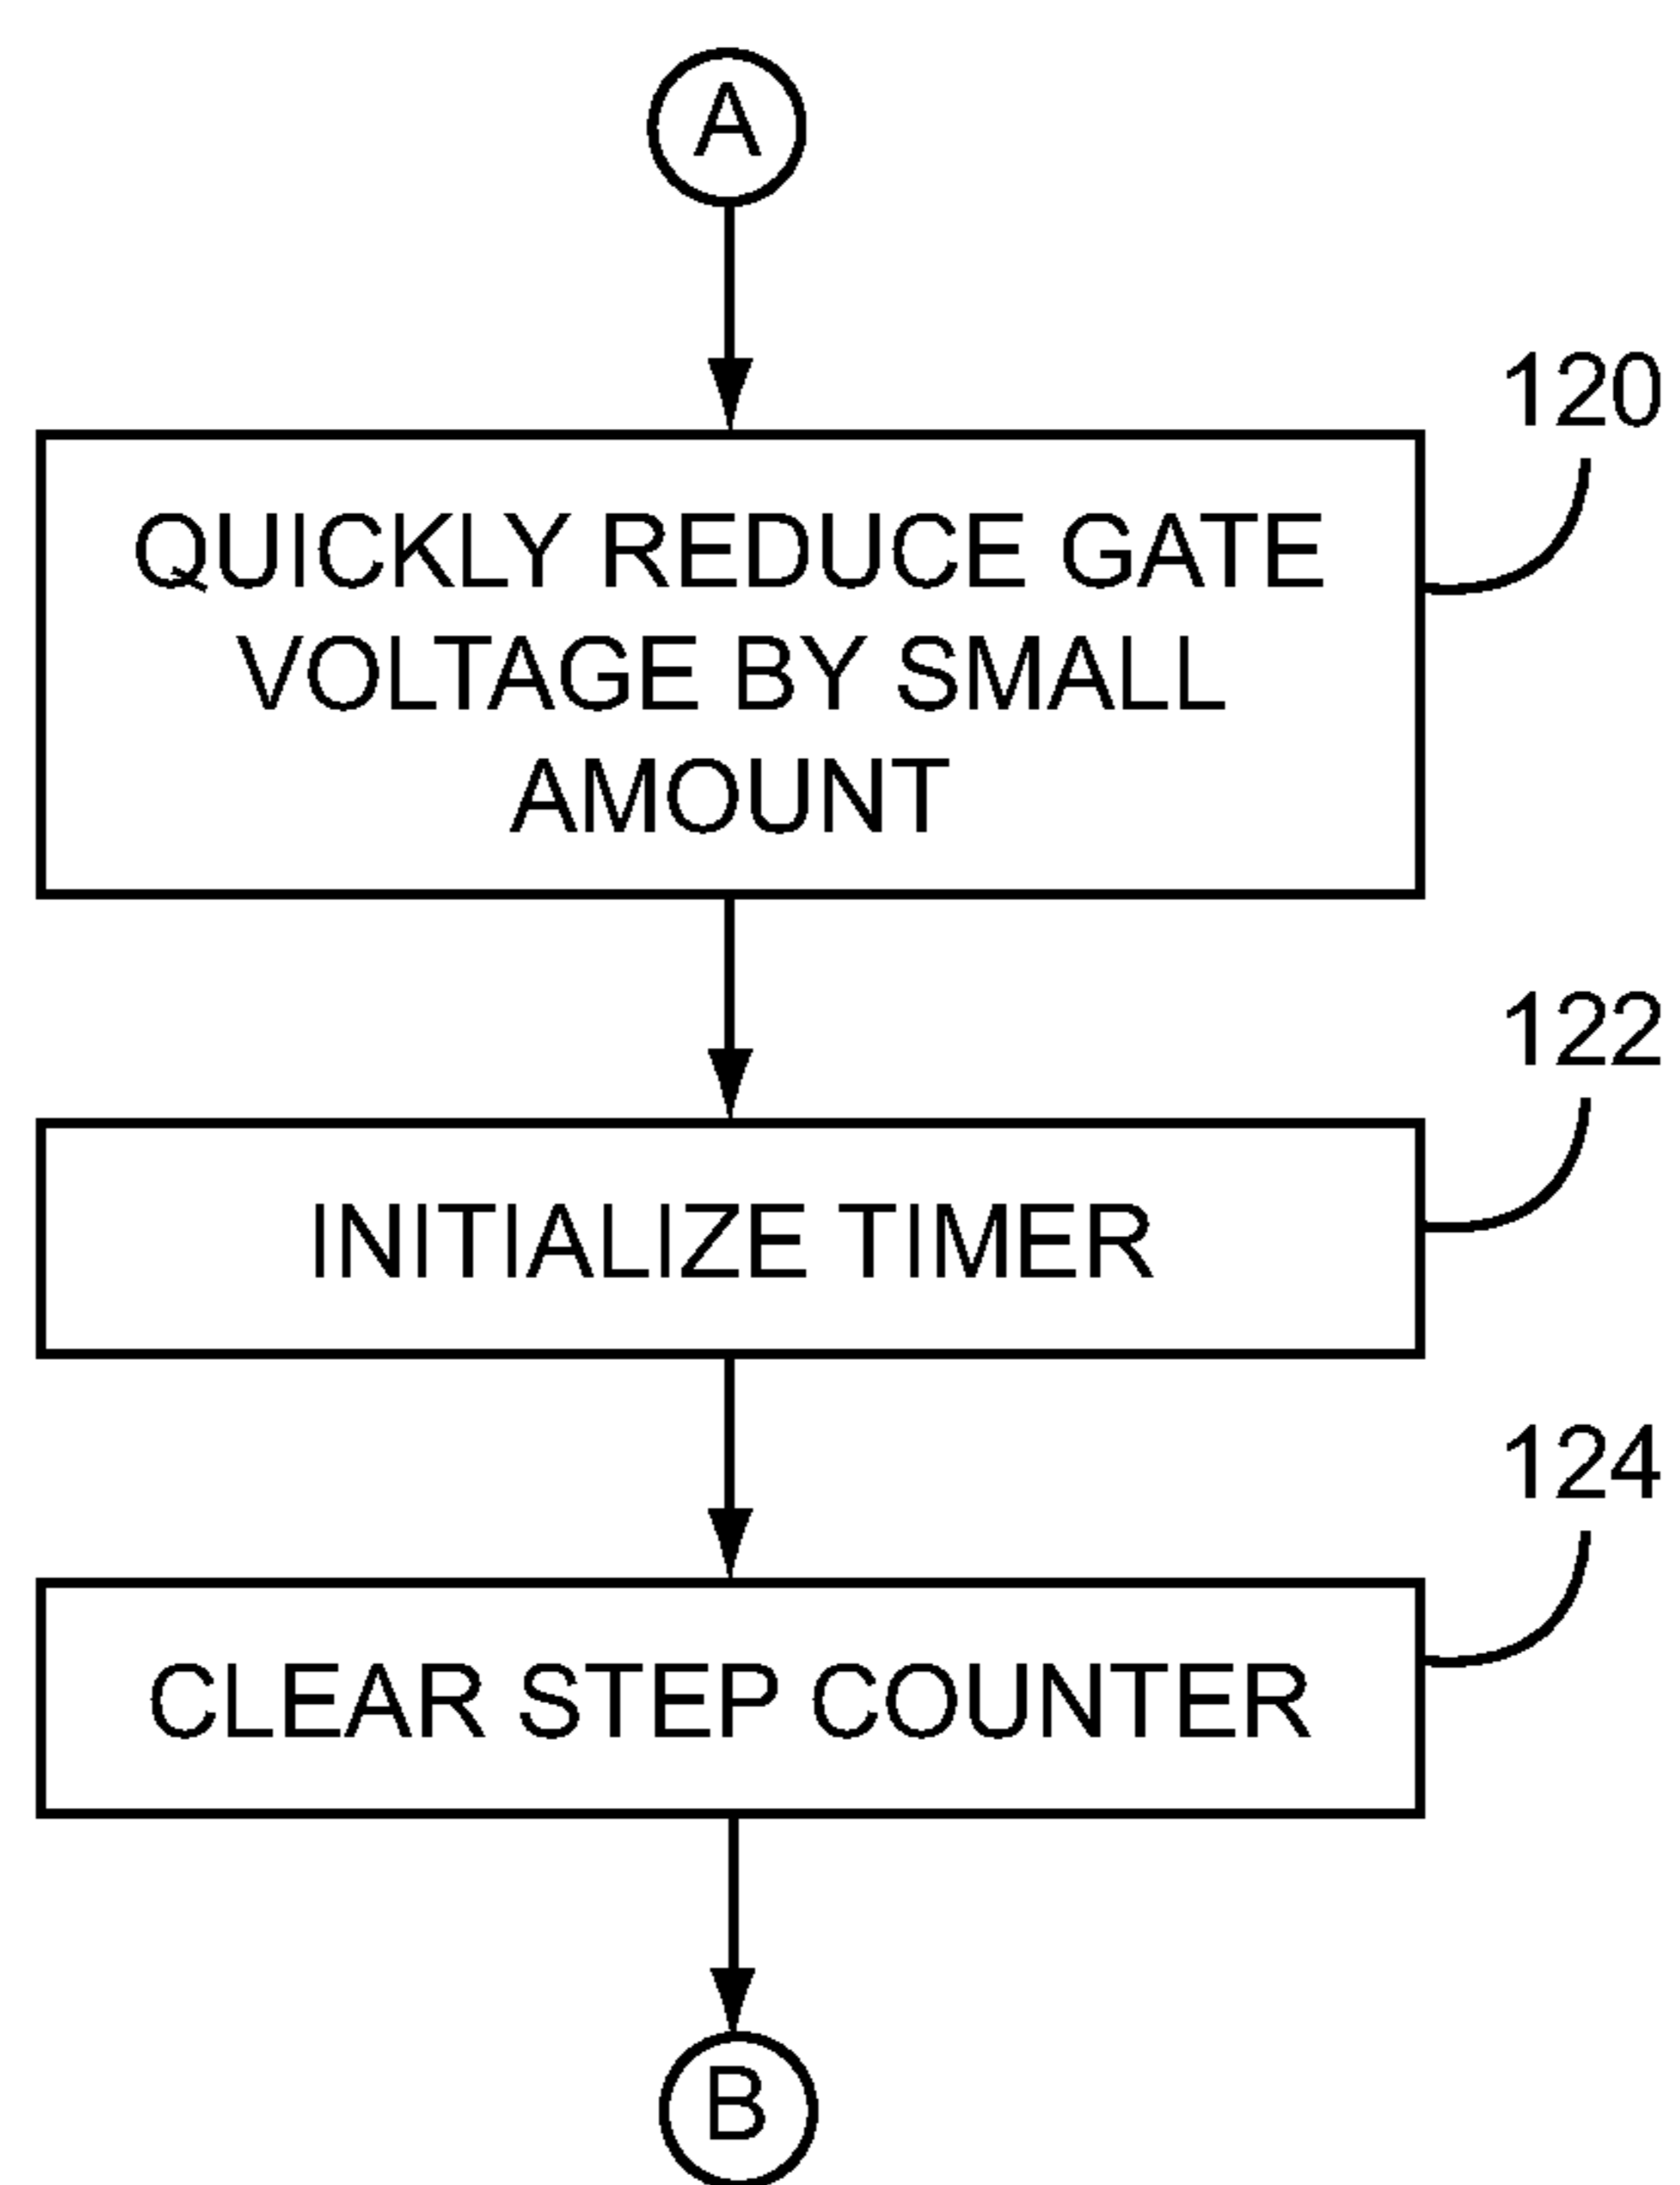 A
120
QUICKLY REDUCE GATE
VOLTAGE BY SMALL
AMOUNT
122
INITIALIZE TIMER
124
CLEAR STEP COUNTER
B